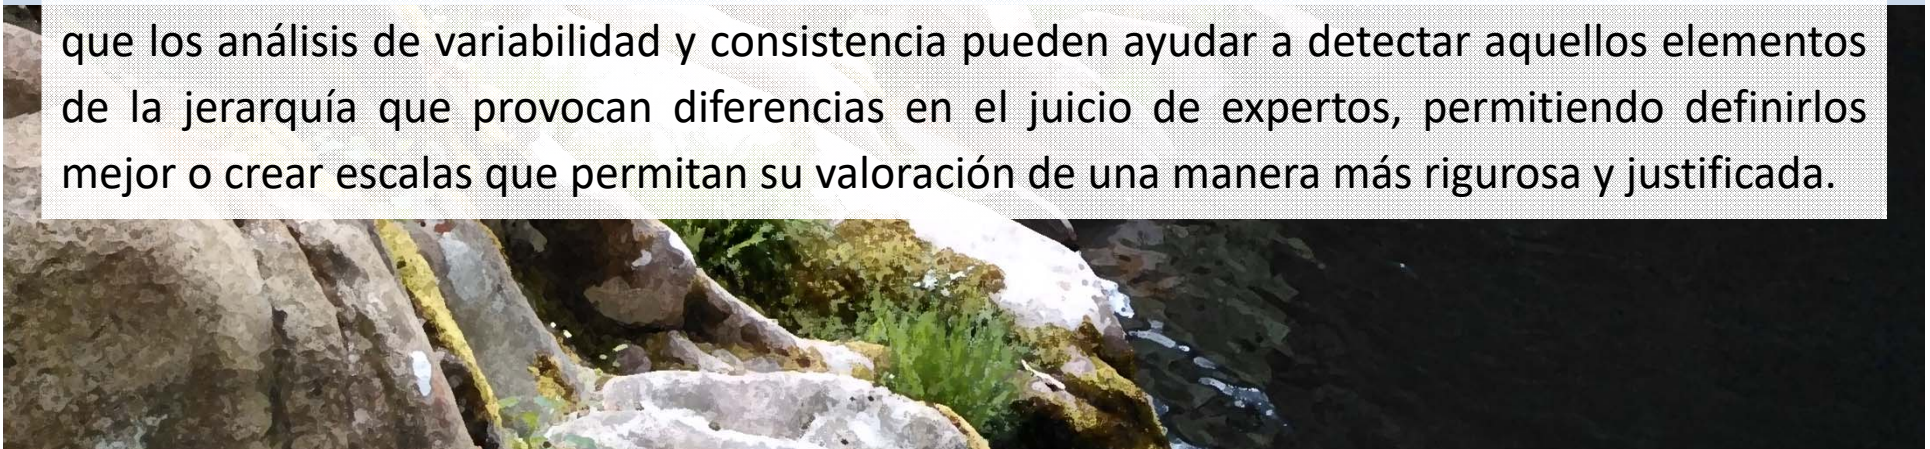 que los análisis de variabilidad y consistencia pueden ayudar a detectar aquellos elementos
de la jerarquía que provocan diferencias en el juicio de expertos, permitiendo definirlos
mejor o crear escalas que permitan su valoración de una manera más rigurosa y justificada.